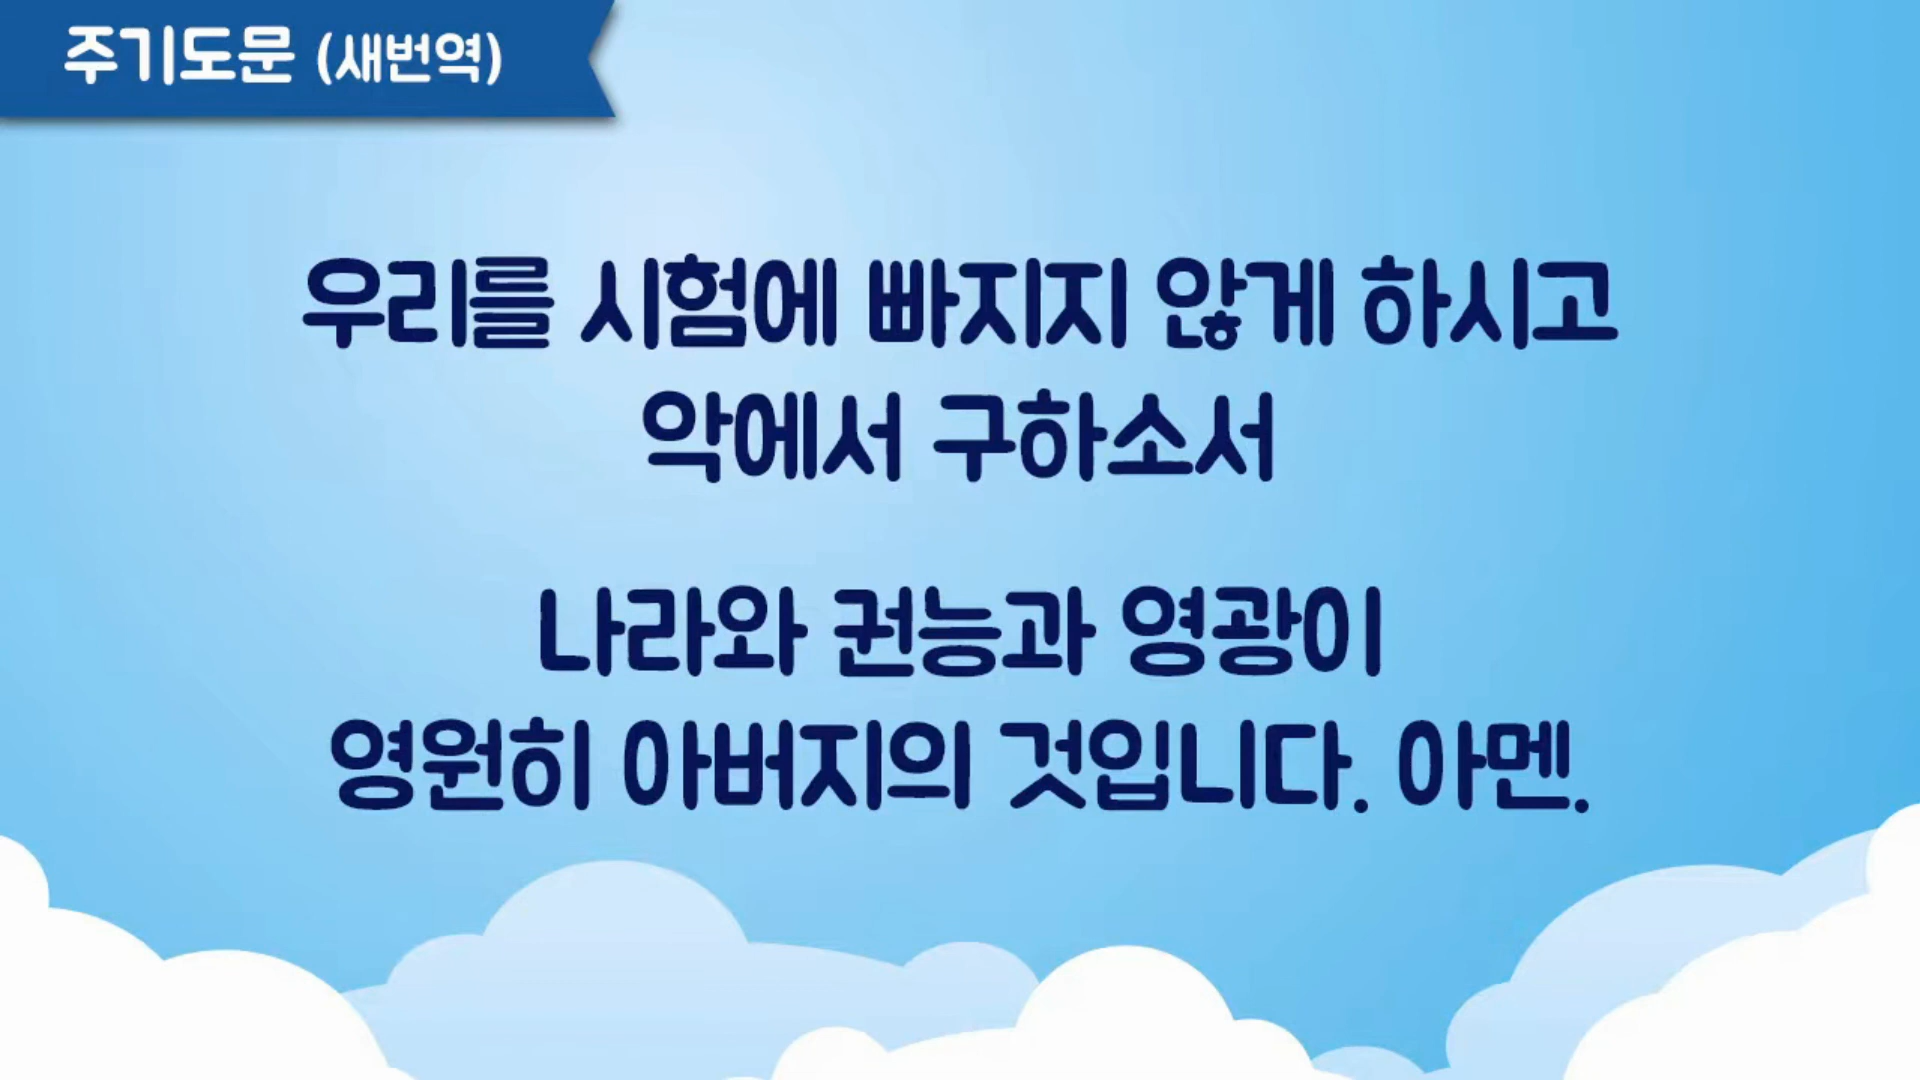 주기도문 (새번역)
우리를 시험에 빠지지 않게 하시고
악에서 구하소서
나라와 권능과 영광이
영원히 아버지의 것입니다. 아멘.